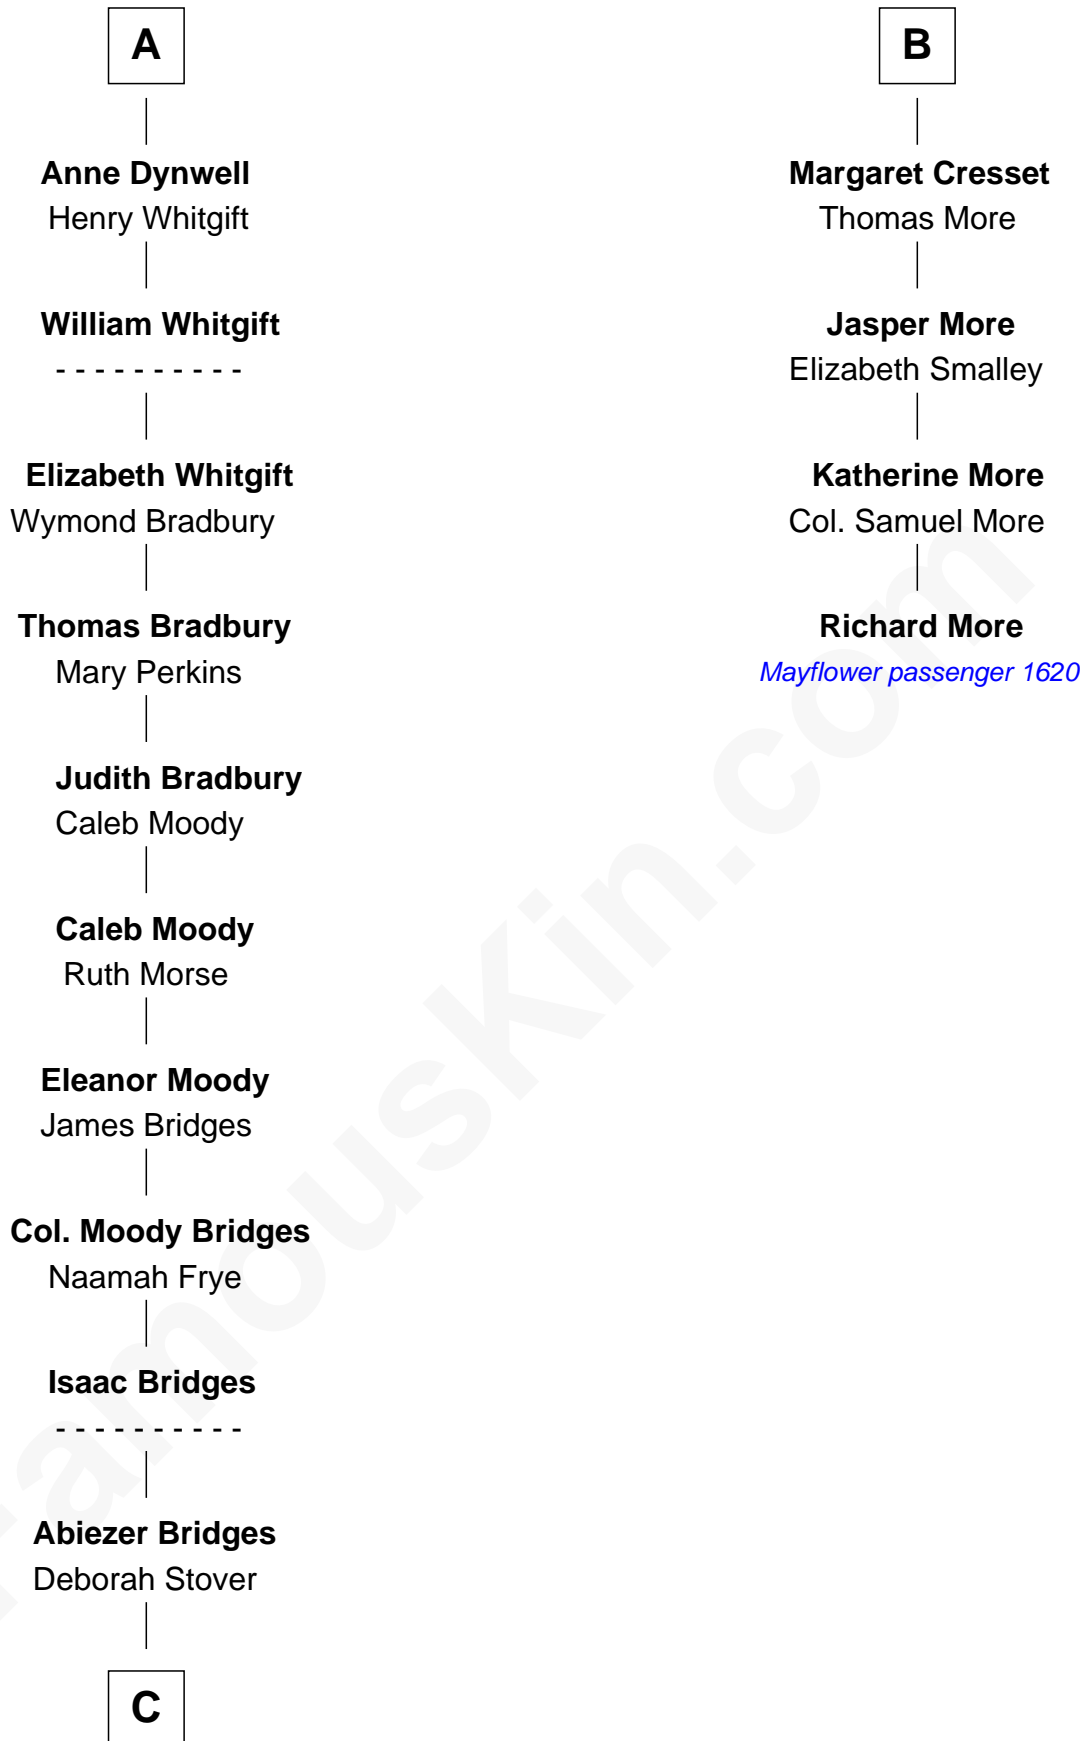 A
Anne Dynwell
Henry Whitgift
William Whitgift
- - - - - - - - - -
Elizabeth Whitgift
Wymond Bradbury
Thomas Bradbury
Mary Perkins
Judith Bradbury
Caleb Moody
Caleb Moody
Ruth Morse
Eleanor Moody
James Bridges
Col. Moody Bridges
Naamah Frye
Isaac Bridges
- - - - - - - - - -
Abiezer Bridges
Deborah Stover
C
B
Margaret Cresset
Thomas More
Jasper More
Elizabeth Smalley
Katherine More
Col. Samuel More
Richard More
Mayflower passenger 1620
FamousKin.com